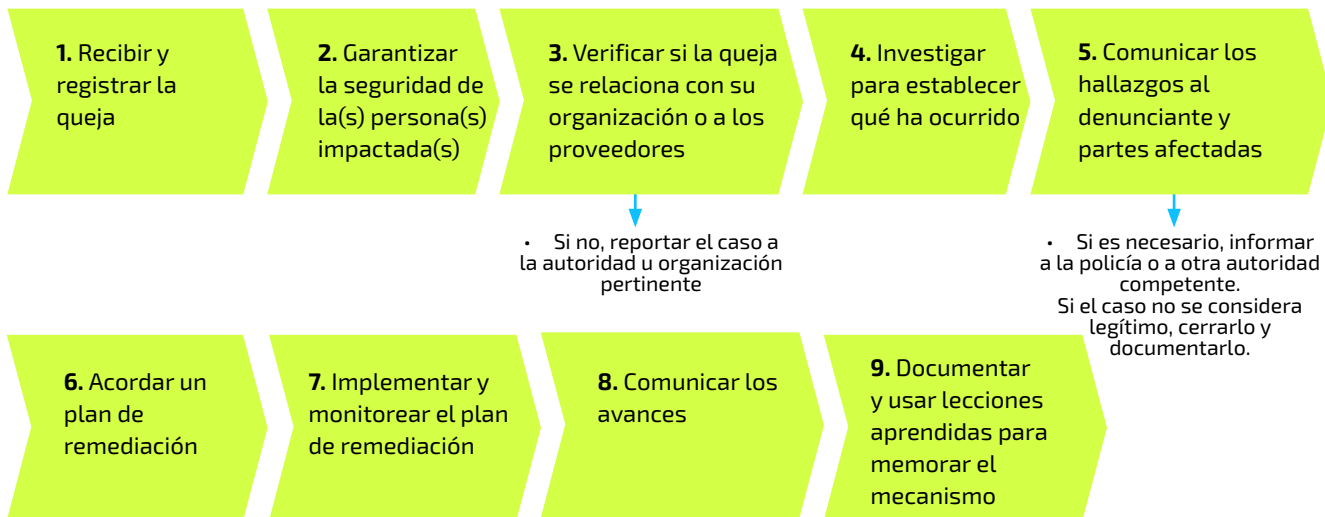 1. Recibir y
registrar la
queja
2. Garantizar
la seguridad de
la(s) persona(s)
impactada(s)
3. Verificar si la queja
se relaciona con su
organización o a los
proveedores
4. Investigar
para establecer
qué ha ocurrido
5. Comunicar los
hallazgos al
denunciante y
partes afectadas
• Si no, reportar el caso a
la autoridad u organización
pertinente
• Si es necesario, informar
a la policía o a otra autoridad
competente.
Si el caso no se considera
legítimo, cerrarlo y
documentarlo.
6. Acordar un
plan de
remediación
7. Implementar y
monitorear el plan
de remediación
8. Comunicar los
avances
9. Documentar
y usar lecciones
aprendidas para
memorar el
mecanismo